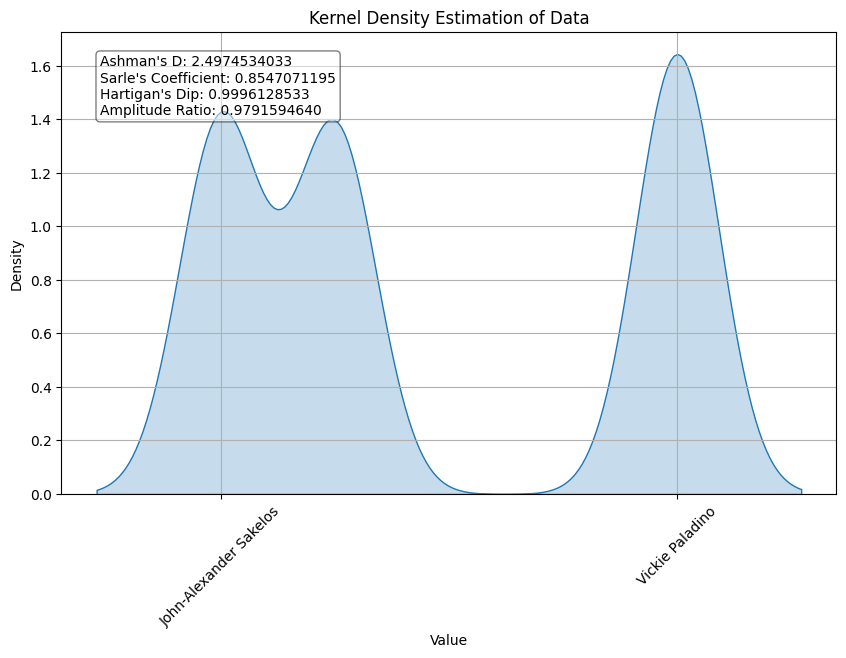 Kernel Density Estimation of Data
Ashman's D: 2.4974534033
Sarle's Coefficient: 0.8547071195
Hartigan's Dip: 0.9996128533
Amplitude Ratio: 0.9791594640
1.6
1.4
1.2
1.0
0.8
0.6
0.4
0.2
0.0
Density
John-Alexander Sakelos
Vickie Paladino
Value